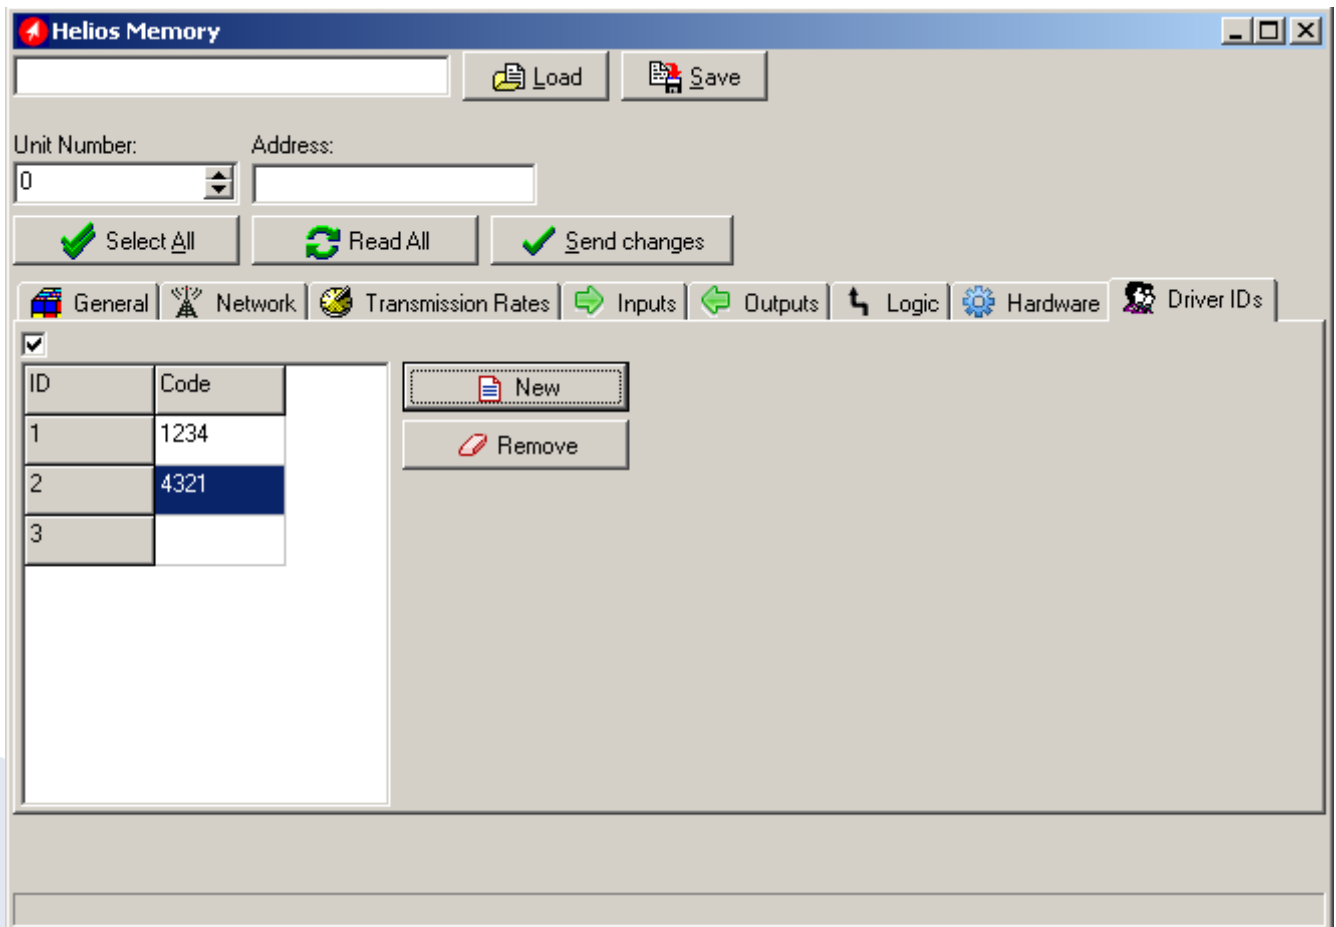 Helios Memory
Load Save
Unit Number: Address:
0
Select All Read All Send changes
General Network Transmission Rates Inputs Outputs Logic Hardware Driver IDs
ID Code New
1 1234 Remove
2 4321
3